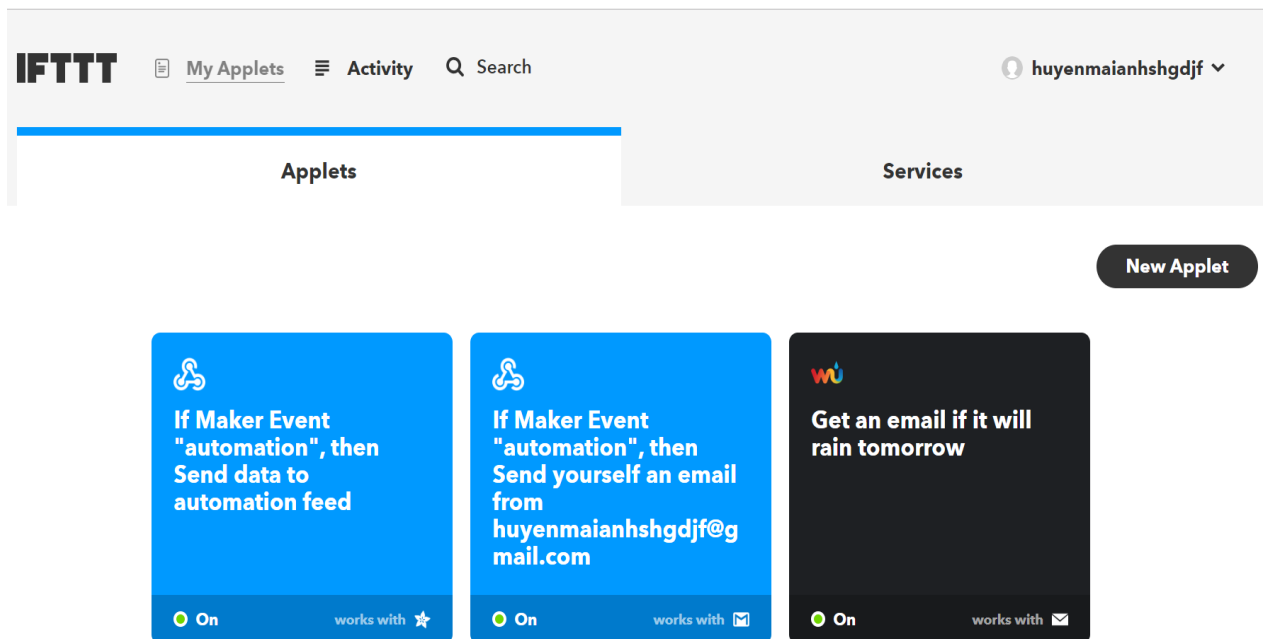 IFTTT My Applets Activity Search huyenmaianhshgdjf
Applets Services
New Applet
If Maker Event
"automation", then
Send data to
automation feed
On works with
If Maker Event
"automation", then
Send yourself an email
from
huyenmaianhshgdjf@g
mail.com
On works with
wu
Get an email if it will
rain tomorrow
On works with